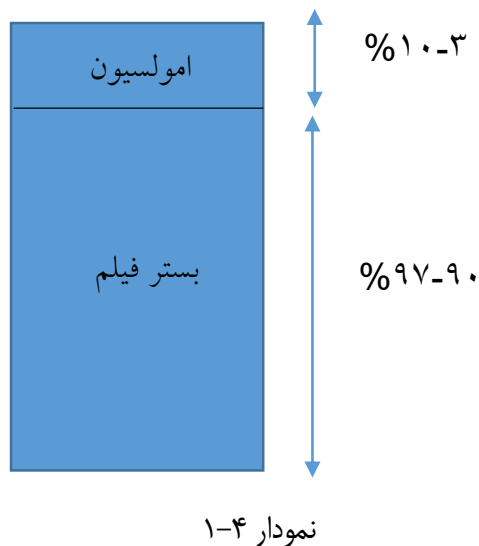 امولسیون
%۱۰-۳
بستر فیلم
%۹۷-۹۰
نمودار ۴-۱